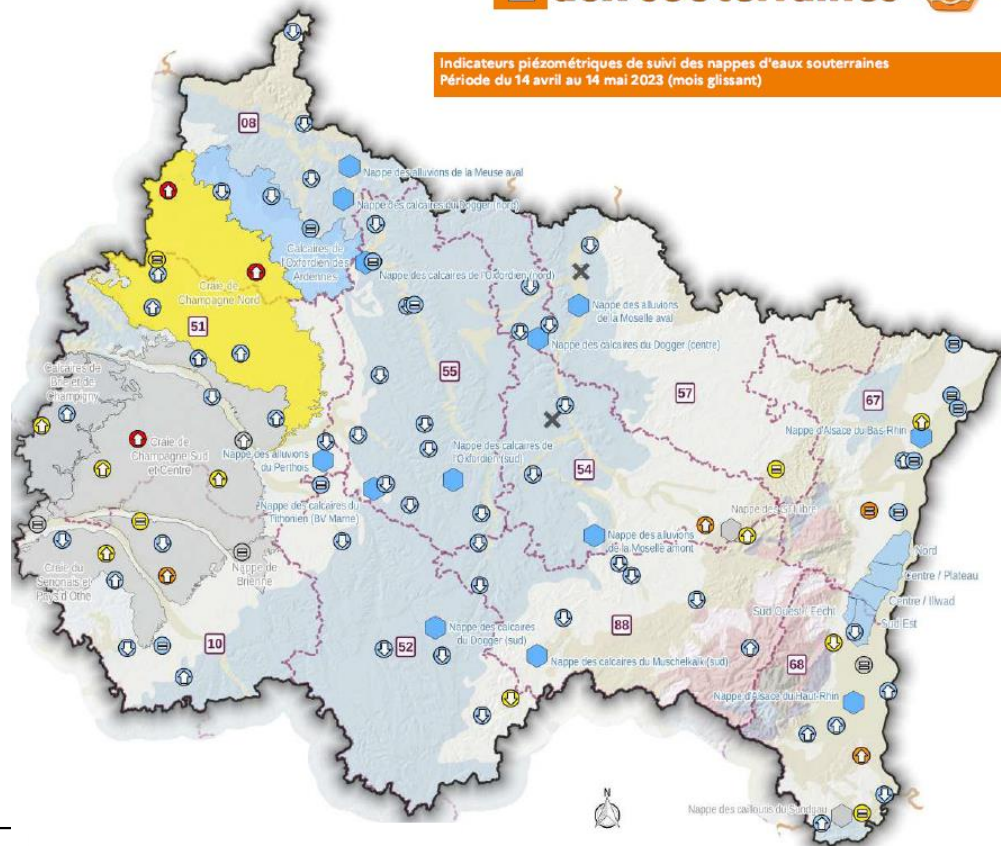 Indicateurs piézométriques de suivi des nappes d'eaux souterraines
Période du 14 avril au 14 mai 2023 (mois glissant)
08
Nappe des alluvions de la Meuse aval
Nappe des calcaires du Dogger (nord)
Calcaires de
l'Oxfordien des
Ardennes
Nappe des calcaires de l'Oxfordien (nord)
Craie de
Champagne Nord
Nappe des alluvions
de la Moselle aval
51
Nappe des calcaires du Dogger (centre)
55
57
67
Calcaires de
Brie et de
Champigny
Nappe d'Alsace du Bas-Rhin
Craie de
Champagne Sud
et Centre
Nappe des alluvions
du Perthois
Nappe des calcaires de
l'Oxfordien (sud)
54
Nappe des calcaires du
Tithonien (BV Marne)
Nappe des
Nappe des alluvions
de la Moselle amont
Nord
Centre / Plateau
Centre / Illwald
Sud Est
Sud Ouest / Fecht
Craie du
Sénonais et
Pays d'Othe
Nappe de
Brienne
10
52
Nappe des calcaires
du Dogger (sud)
88
Nappe des calcaires du Muschelkalk (sud)
68
Nappe d'Alsace du Haut-Rhin
Nappe des cailloutis du Sundgau
N